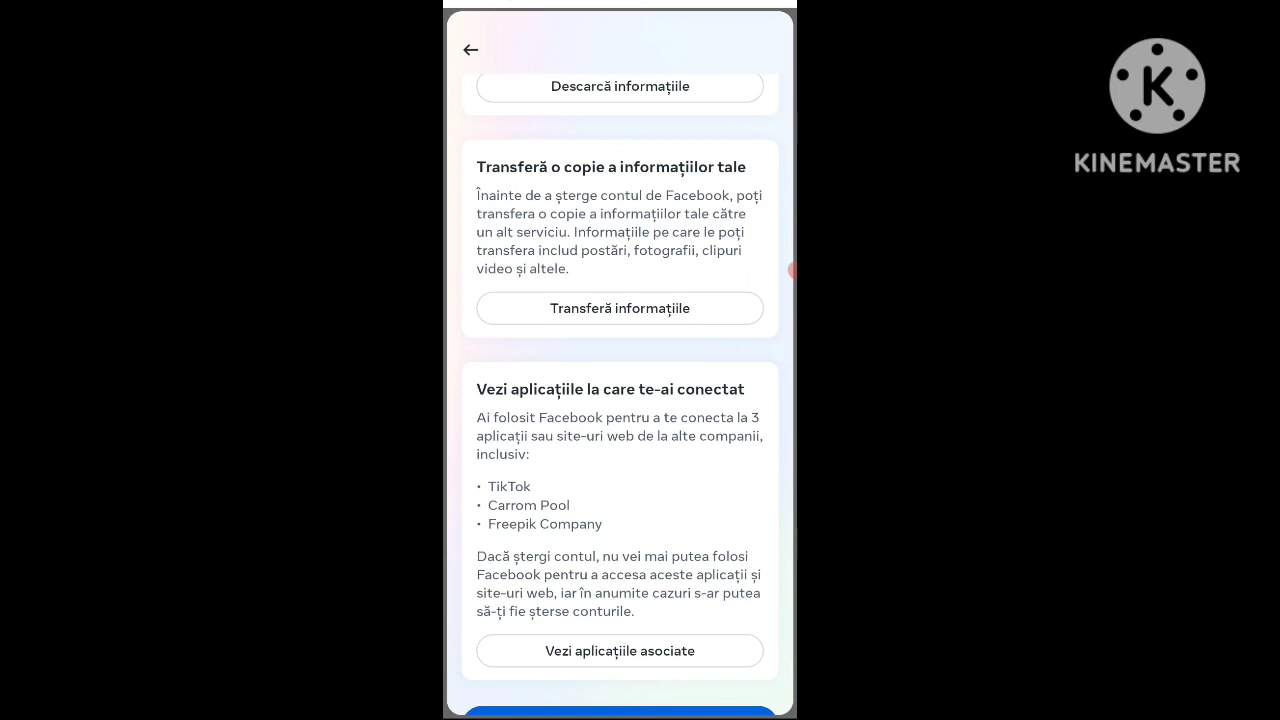 Descarcă informațiile
Transferă o copie a informațiilor tale
Înainte de a șterge contul de Facebook, poți
transfera o copie a informațiilor tale către
un alt serviciu. Informațiile pe care le poți
transfera includ postări, fotografii, clipuri
video și altele.
Transferă informațiile
Vezi aplicațiile la care te-ai conectat
Ai folosit Facebook pentru a te conecta la 3
aplicații sau site-uri web de la alte companii,
inclusiv:
• TikTok
• Carrom Pool
• Freepik Company
Dacă ștergi contul, nu vei mai putea folosi
Facebook pentru a accesa aceste aplicații și
site-uri web, iar în anumite cazuri s-ar putea
să-ți fie șterse conturile.
Vezi aplicațiile asociate
K
KINEMASTER